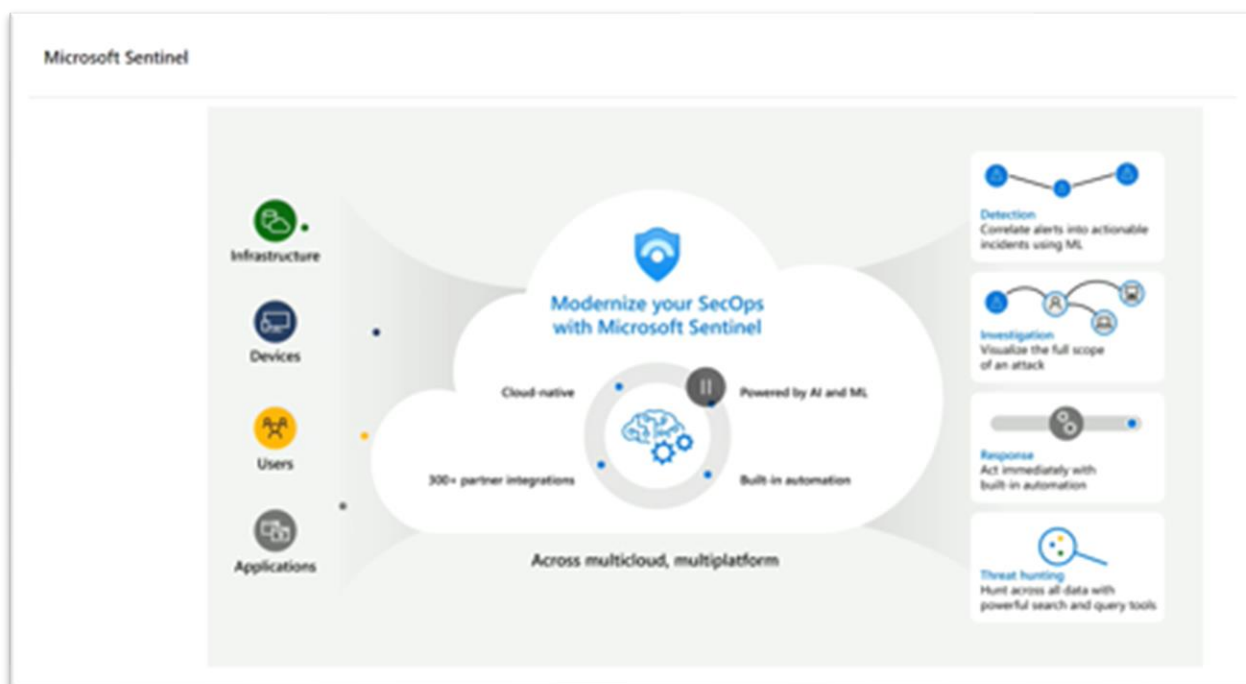 Microsoft Sentinel
Infrastructure
Devices
Users
Applications
Modernize your SecOps
with Microsoft Sentinel
Cloud-native
Powered by AI and ML
300+ partner integrations
Built-in automation
Across multicloud, multiplatform
Detection
Correlate alerts into actionable
incidents using ML
Investigation
Visualize the full scope
of an attack
Response
Act immediately with
built-in automation
Threat hunting
Hunt across all data with
powerful search and query tools